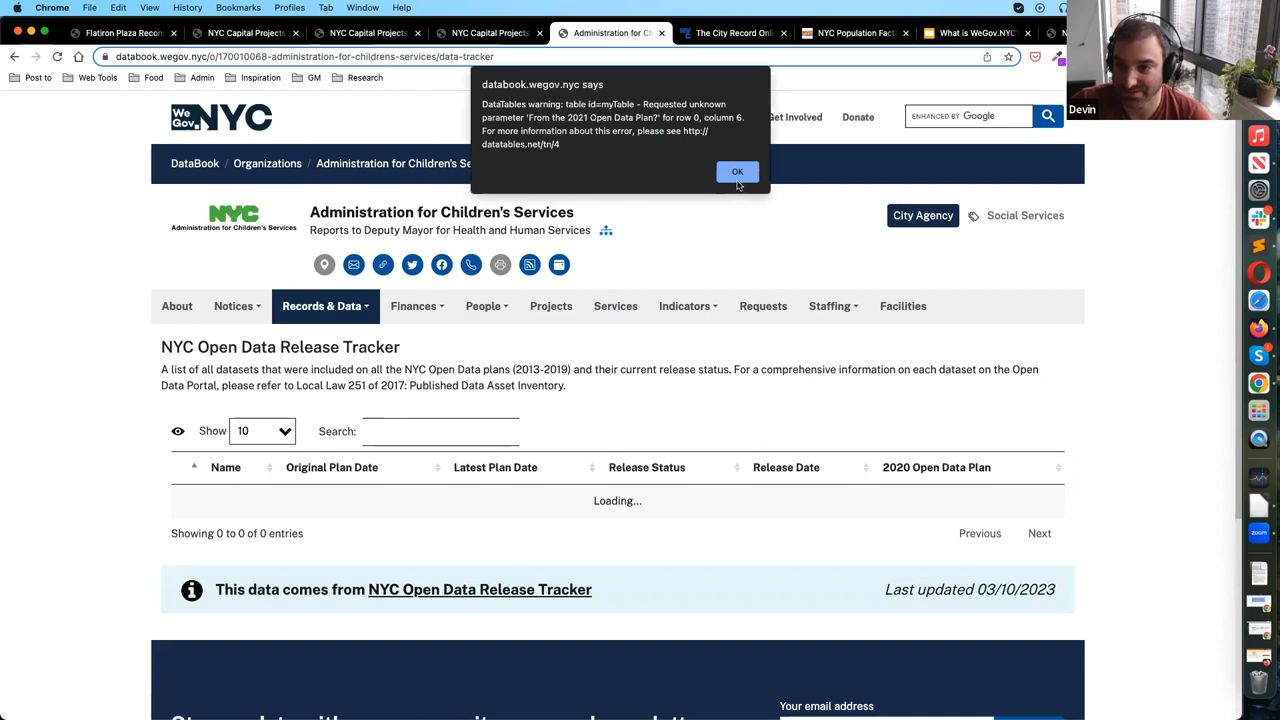 Chrome File Edit View History Bookmarks Profiles Tab Window Help
Flatiron Plaza Recon NYC Capital Projects NYC Capital Projects NYC Capital Projects Administration for Ch The City Record Onl NYC Population Fact What is WeGov.NYC
databook.wegov.nyc/o/170010068-administration-for-childrens-services/data-tracker
Post to Web Tools Food Admin Inspiration GM Research
Devin
databook.wegov.nyc says
DataTables warning: table id=myTable - Requested unknown
parameter 'From the 2021 Open Data Plan?' for row 0, column 6.
For more information about this error, please see http://
datatables.net/tn/4
OK
We Gov NYC
Get Involved Donate
ENHANCED BY Google
DataBook / Organizations / Administration for Children's Se
NYC
Administration for Children's Services
Administration for Children's Services
Reports to Deputy Mayor for Health and Human Services
City Agency Social Services
About Notices Records & Data Finances People Projects Services Indicators Requests Staffing Facilities
NYC Open Data Release Tracker
A list of all datasets that were included on all the NYC Open Data plans (2013-2019) and their current release status. For a comprehensive information on each dataset on the Open
Data Portal, please refer to Local Law 251 of 2017: Published Data Asset Inventory.
Show 10 Search:
Name Original Plan Date Latest Plan Date Release Status Release Date 2020 Open Data Plan
Loading...
Showing 0 to 0 of 0 entries
Previous Next
This data comes from NYC Open Data Release Tracker
Last updated 03/10/2023
Your email address
zoom